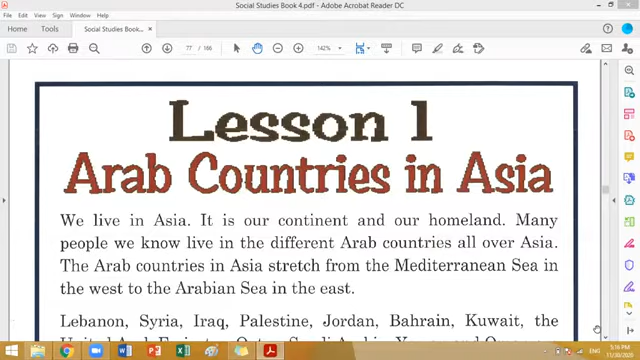 Social Studies Book 4.pdf - Adobe Acrobat Reader DC
File Edit View Sign Window Help
Home Tools Social Studies Book 4.pdf
77 / 166 142%
Lesson 1
Arab Countries in Asia
We live in Asia. It is our continent and our homeland. Many
people we know live in the different Arab countries all over Asia.
The Arab countries in Asia stretch from the Mediterranean Sea in
the west to the Arabian Sea in the east.
Lebanon, Syria, Iraq, Palestine, Jordan, Bahrain, Kuwait, the
ENG 5:16 PM